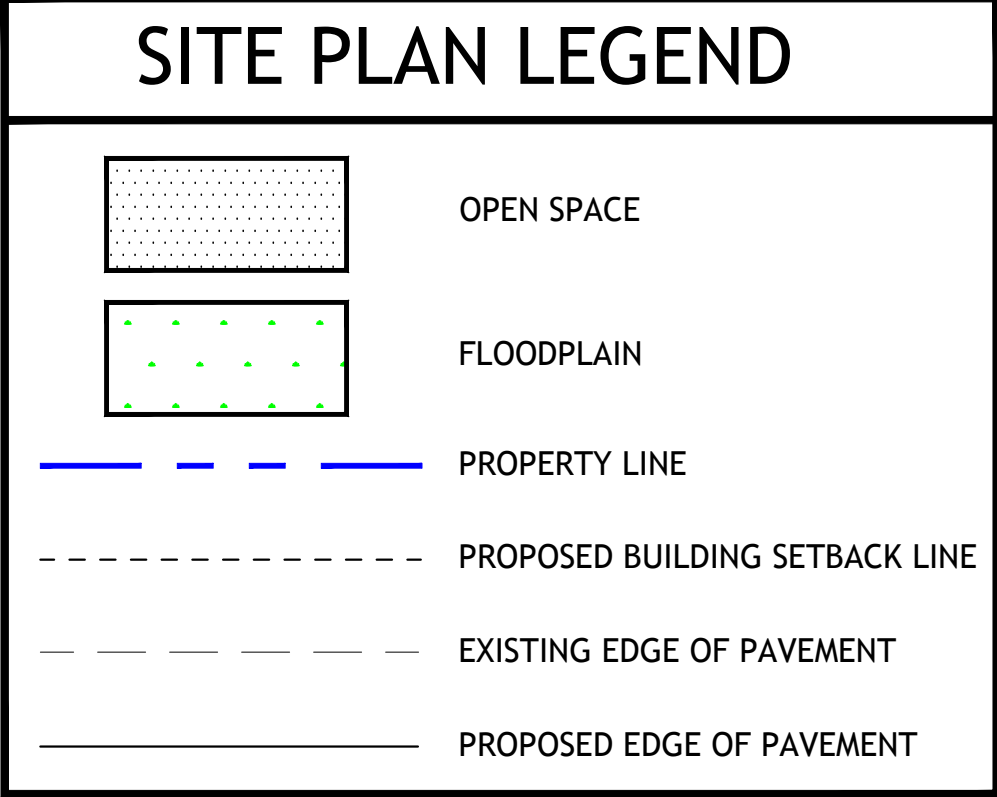 SITE PLAN LEGEND
OPEN SPACE
FLOODPLAIN
PROPERTY LINE
PROPOSED BUILDING SETBACK LINE
EXISTING EDGE OF PAVEMENT
PROPOSED EDGE OF PAVEMENT